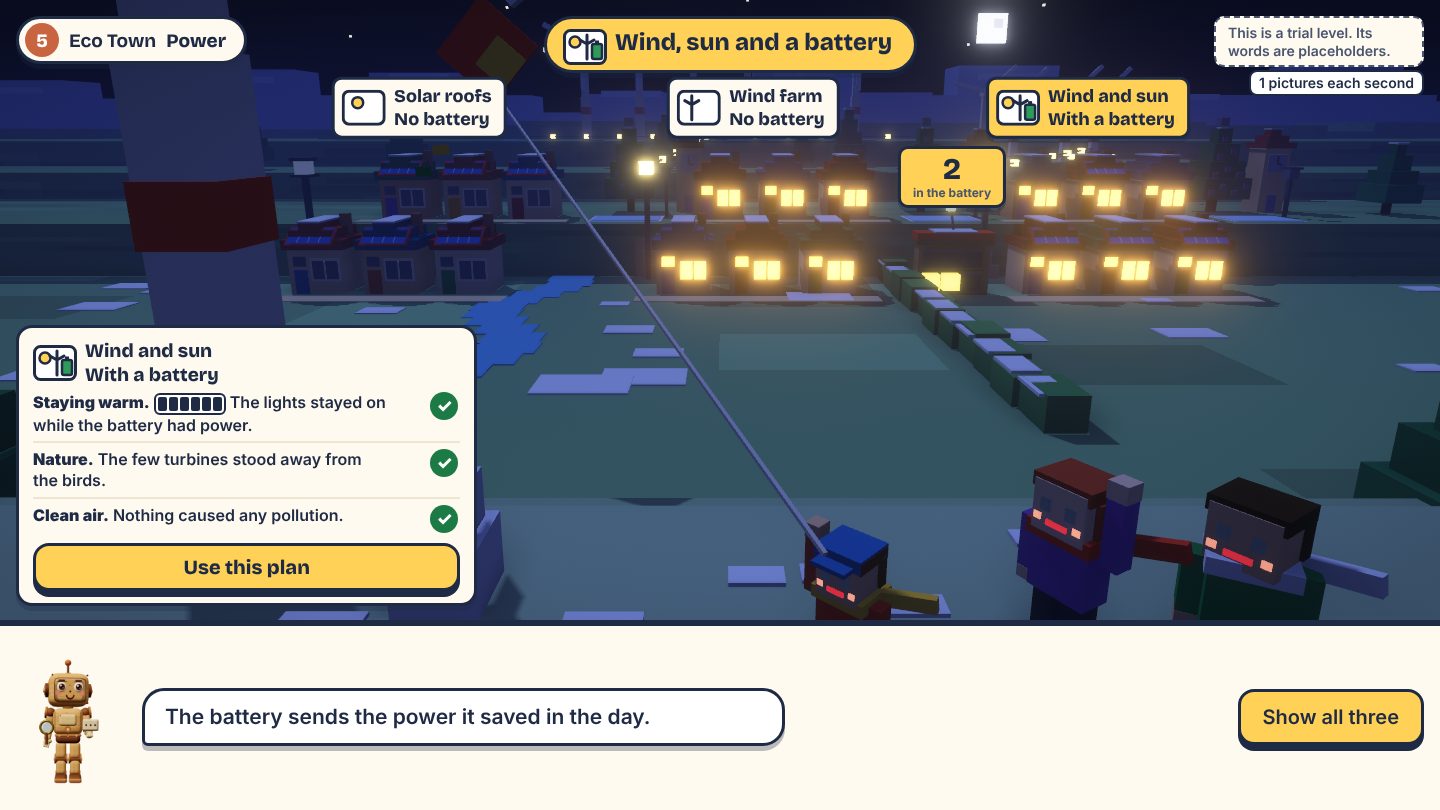 5 Eco Town Power
Wind, sun and a battery
This is a trial level. Its
words are placeholders.
1 pictures each second
Solar roofs
No battery
Wind farm
No battery
Wind and sun
With a battery
2
in the battery
Wind and sun
With a battery
Staying warm. The lights stayed on
while the battery had power.
Nature. The few turbines stood away from
the birds.
Clean air. Nothing caused any pollution.
Use this plan
The battery sends the power it saved in the day.
Show all three